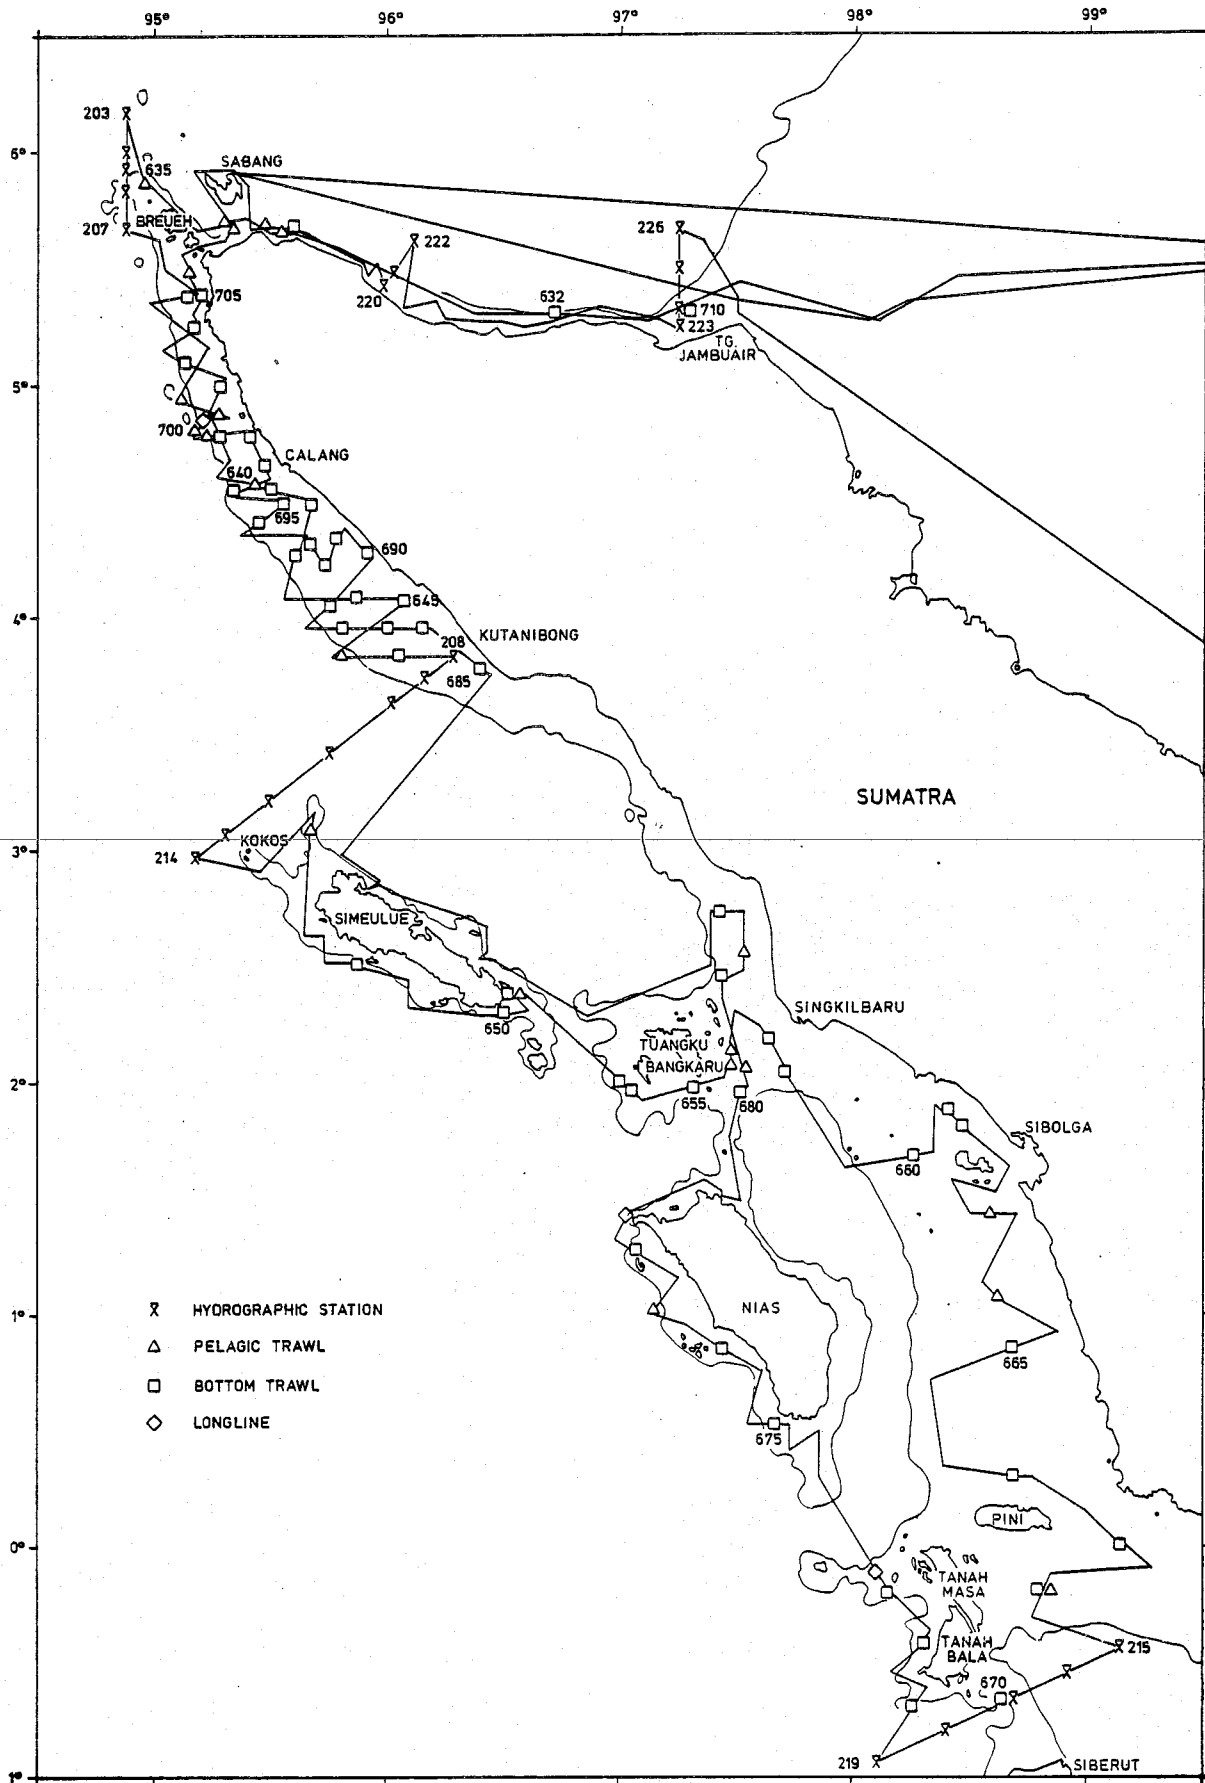 95° 96° 97° 98° 99°
203
6°
635
SABANG
BREUEH
207
222
226
220
705
632
710
223
TG.
JAMBUAIR
5°
700
CALANG
640
695
690
645
4°
208
KUTANIBONG
685
SUMATRA
KOKOS
3°
214
SIMEULUE
SINGKILBARU
650
TUANGKU
BANGKARU
2°
655
680
SIBOLGA
660
1°
NIAS
HYDROGRAPHIC STATION
PELAGIC TRAWL
BOTTOM TRAWL
LONGLINE
665
675
PINI
0°
TANAH
MASA
TANAH
BALA
215
670
219
SIBERUT
1°